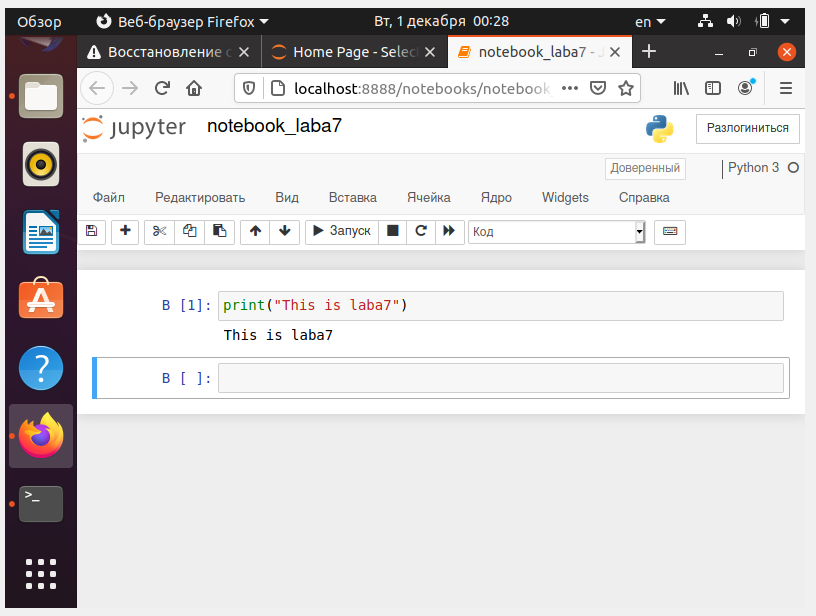 Обзор Веб-браузер Firefox Вт, 1 декабря 00:28 en
Восстановление с Home Page - Selec notebook_laba7 - J
localhost:8888/notebooks/notebook_
jupyter notebook_laba7 Разлогиниться
Доверенный Python 3
Файл Редактировать Вид Вставка Ячейка Ядро Widgets Справка
Запуск Код
В [1]: print("This is laba7")
This is laba7
В [ ]: